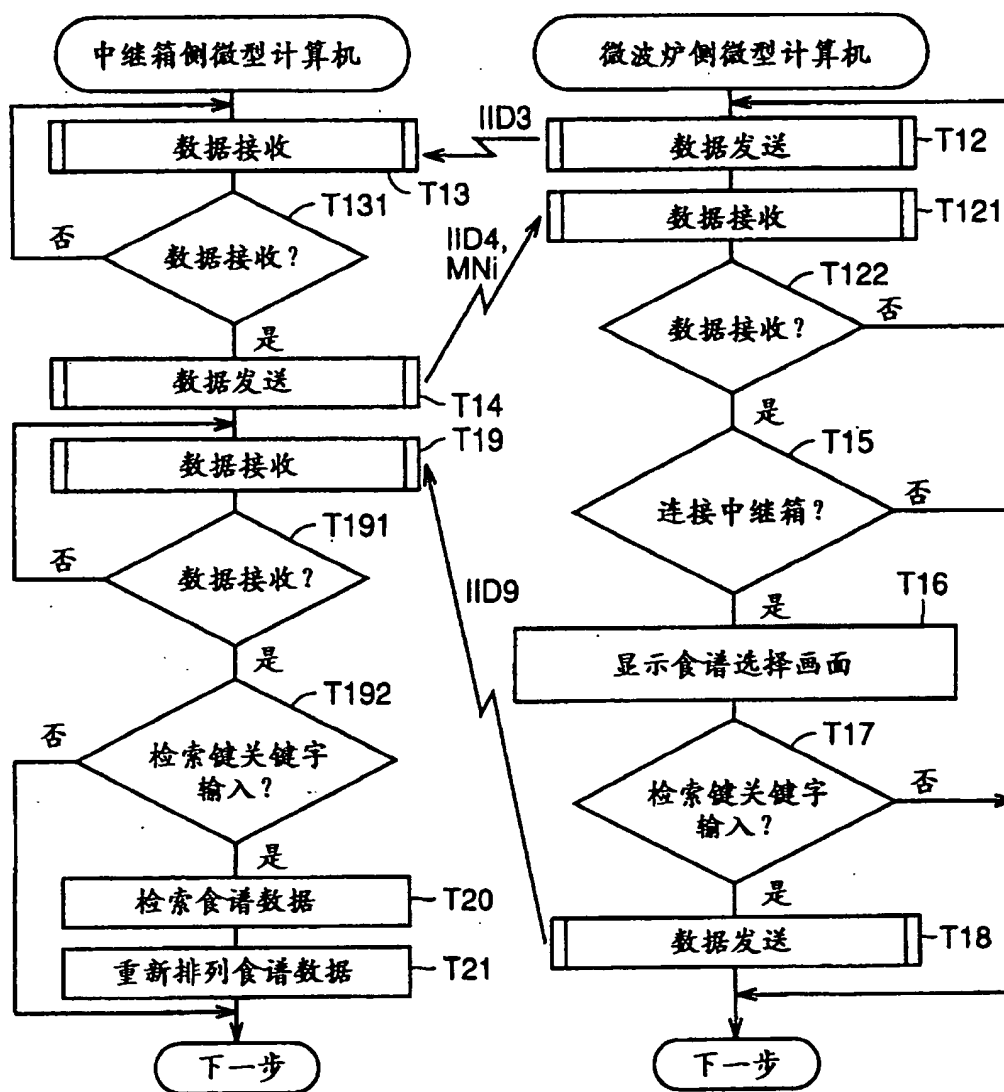 中继箱侧微型计算机
数据接收
T13
T131
数据接收?
否
是
数据发送
T14
数据接收
T19
T191
数据接收?
否
是
T192
检索键关键字
输入?
否
是
检索食谱数据
T20
重新排列食谱数据
T21
下一步
IID3
IID4,
MNi
IID9
微波炉侧微型计算机
数据发送
T12
数据接收
T121
T122
数据接收?
否
是
T15
连接中继箱?
否
是
T16
显示食谱选择画面
T17
检索键关键字
输入?
否
是
数据发送
T18
下一步